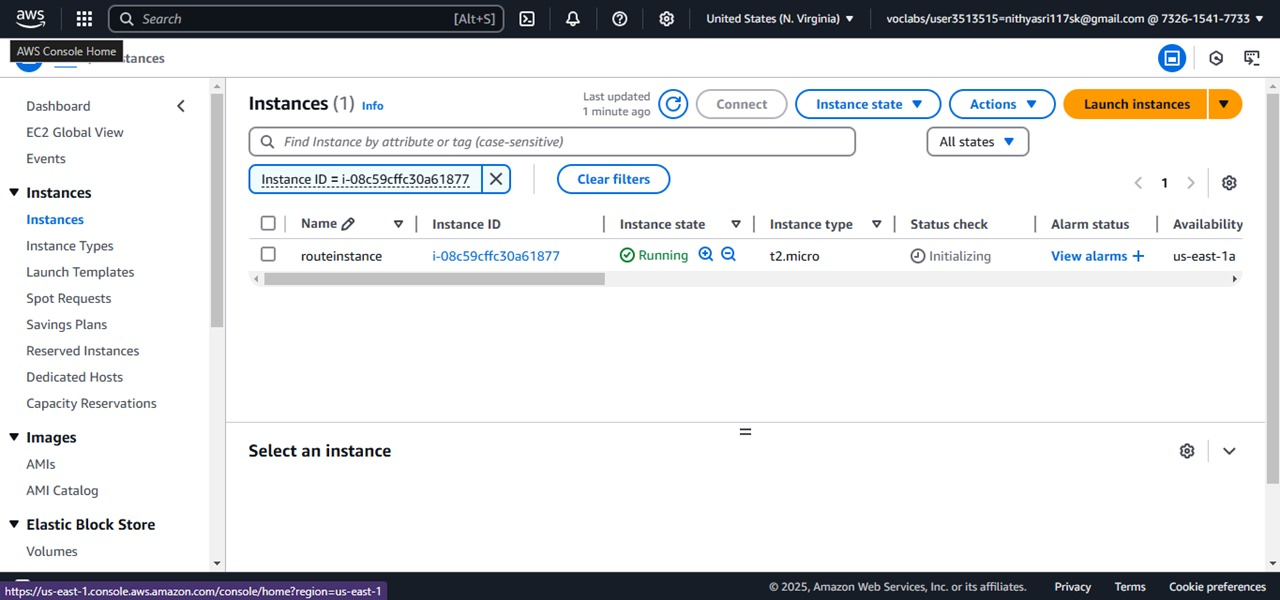 aws
Search
[Alt+S]
United States (N. Virginia)
voclabs/user3513515=nithyasri117sk@gmail.com @ 7326-1541-7733
AWS Console Home
stances
Dashboard
EC2 Global View
Events
Instances
Instances
Instance Types
Launch Templates
Spot Requests
Savings Plans
Reserved Instances
Dedicated Hosts
Capacity Reservations
Images
AMIs
AMI Catalog
Elastic Block Store
Volumes
Instances (1) Info
Last updated
1 minute ago
Connect
Instance state
Actions
Launch instances
Find Instance by attribute or tag (case-sensitive)
All states
Instance ID = i-08c59cffc30a61877
Clear filters
1
Name Instance ID Instance state Instance type Status check Alarm status Availability
routeinstance i-08c59cffc30a61877 Running t2.micro Initializing View alarms + us-east-1a
Select an instance
https://us-east-1.console.aws.amazon.com/console/home?region=us-east-1
© 2025, Amazon Web Services, Inc. or its affiliates. Privacy Terms Cookie preferences